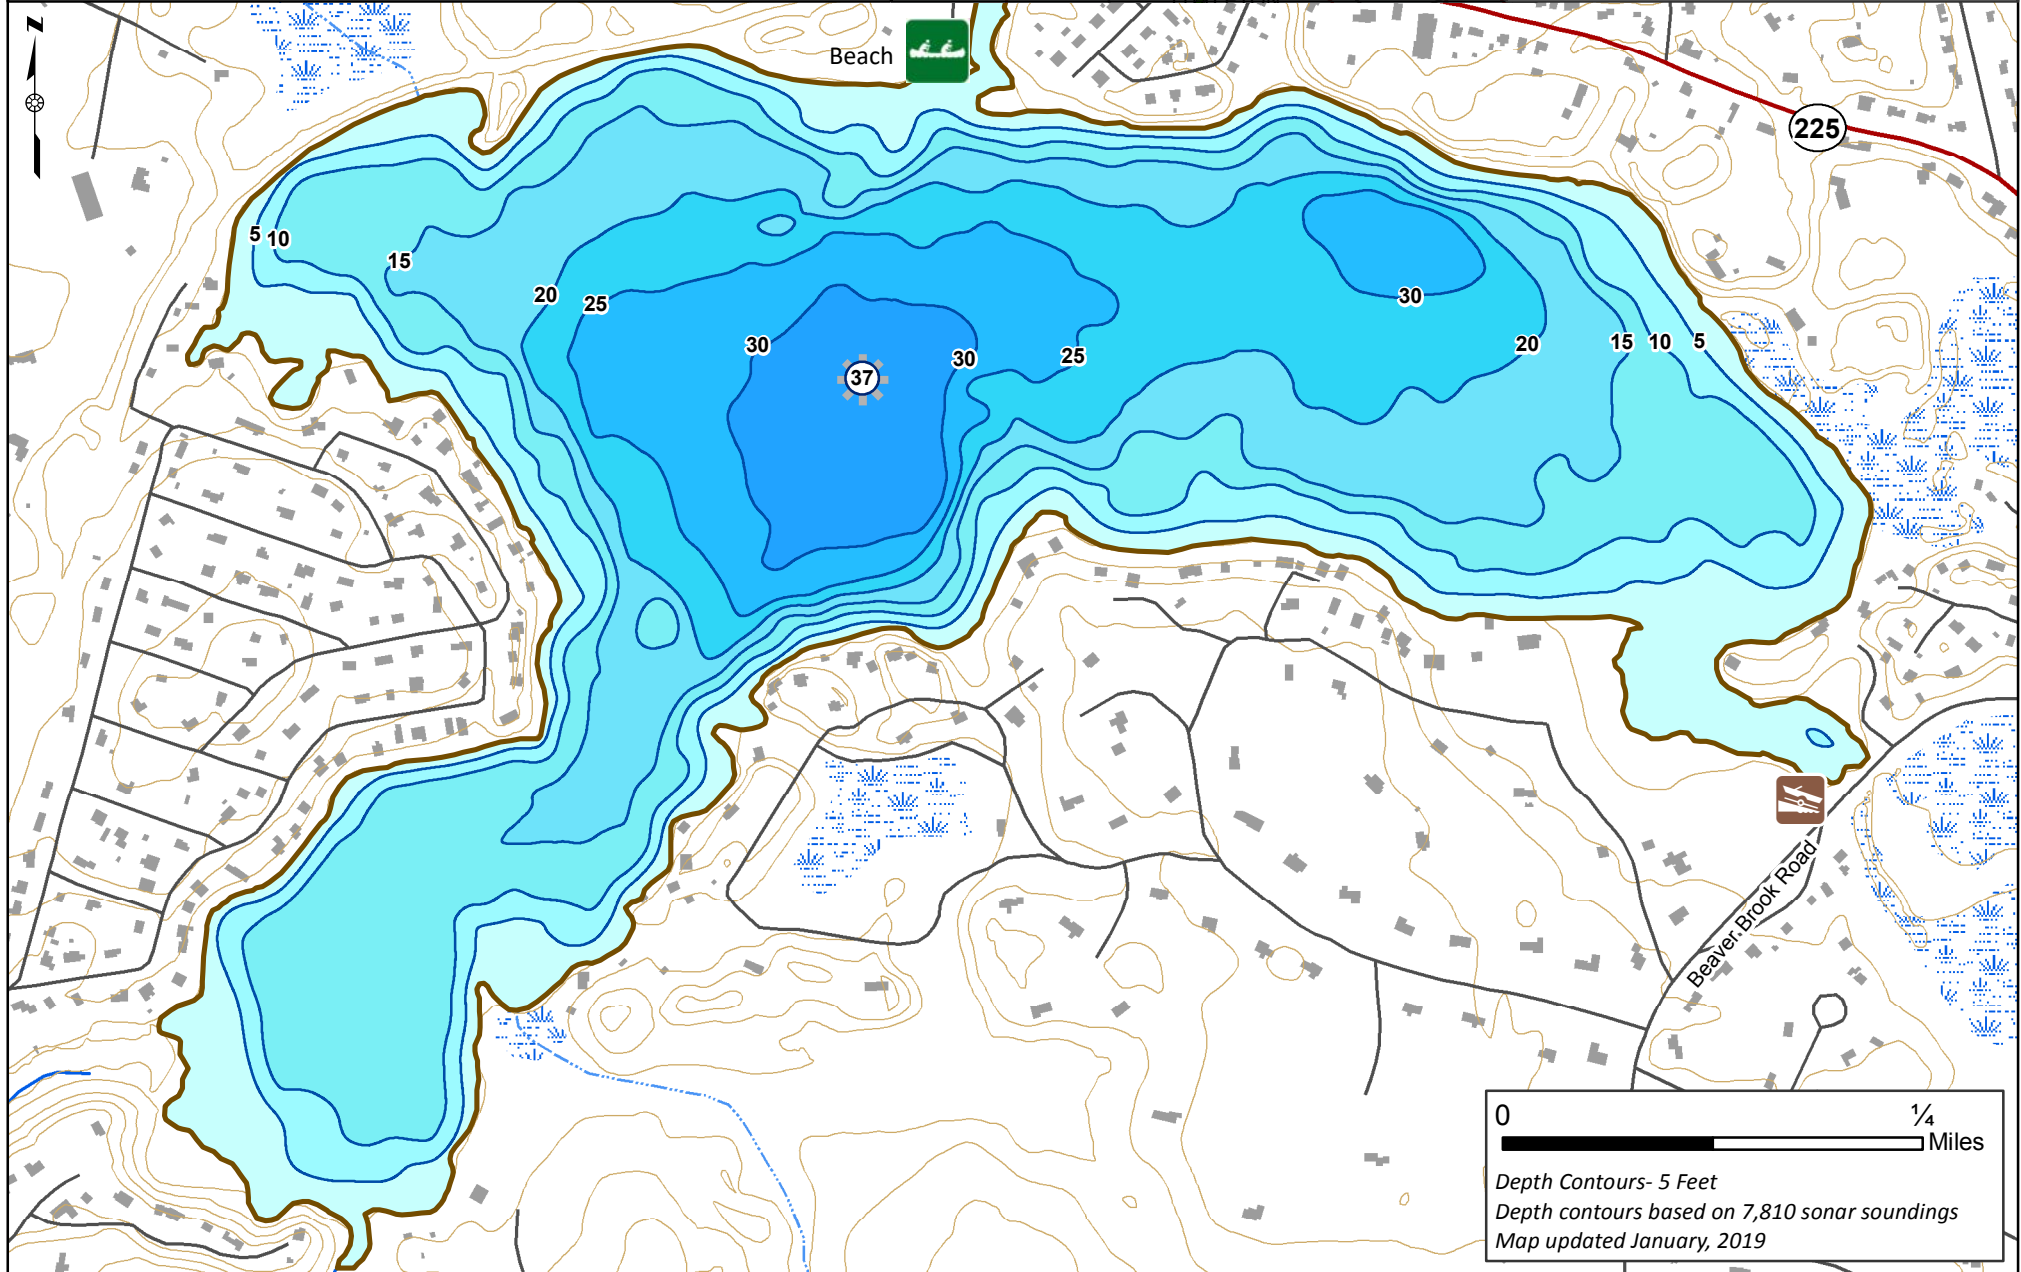 N
Beach
225
5
10
15
20
25
30
30
25
37
30
20
15
10
5
Beaver Brook Road
0
¼
Miles
Depth Contours- 5 Feet
Depth contours based on 7,810 sonar soundings
Map updated January, 2019